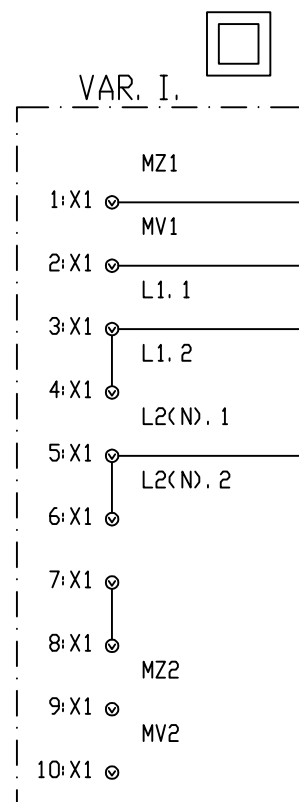 VAR. I.
MZ1
1:X1
MV1
2:X1
L1. 1
3:X1
L1. 2
4:X1
L2(N). 1
5:X1
L2(N). 2
6:X1
7:X1
8:X1
MZ2
9:X1
MV2
10:X1